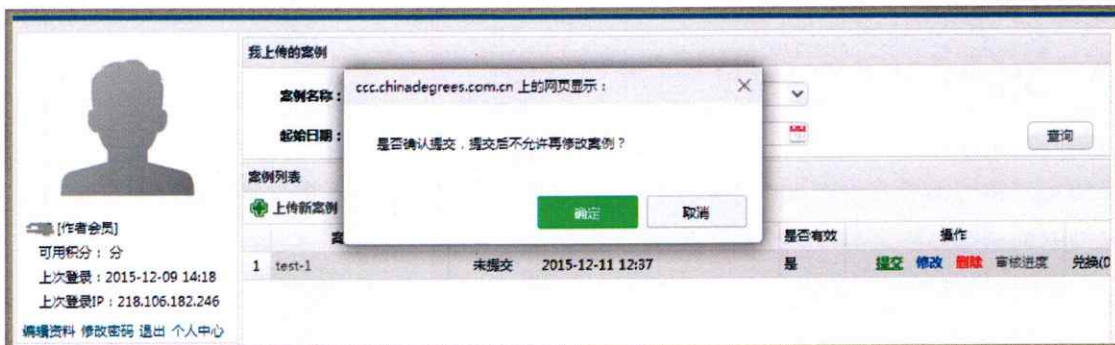 我上传的案例
案例名称：
起始日期：
查询
ccc.chinadegrees.com.cn 上的网页显示：
是否确认提交，提交后不允许再修改案例？
确定
取消
案例列表
上传新案例
是否有效
操作
1 test-1 未提交 2015-12-11 12:37 是 提交 修改 删除 审核进度 兑换(0
[作者会员]
可用积分： 分
上次登录：2015-12-09 14:18
上次登录IP：218.106.182.246
编辑资料 修改密码 退出 个人中心